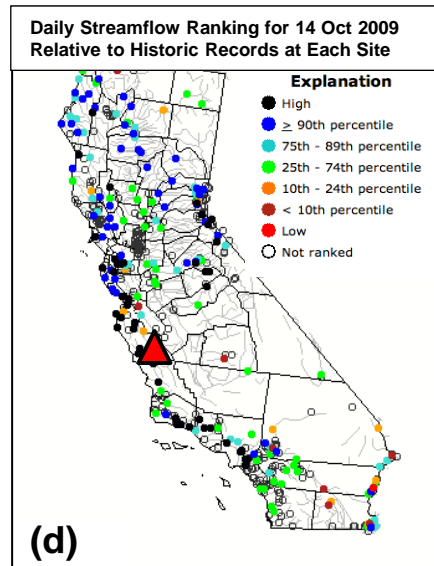 Daily Streamflow Ranking for 14 Oct 2009
Relative to Historic Records at Each Site
Explanation
High
≥ 90th percentile
75th - 89th percentile
25th - 74th percentile
10th - 24th percentile
< 10th percentile
Low
Not ranked
(d)